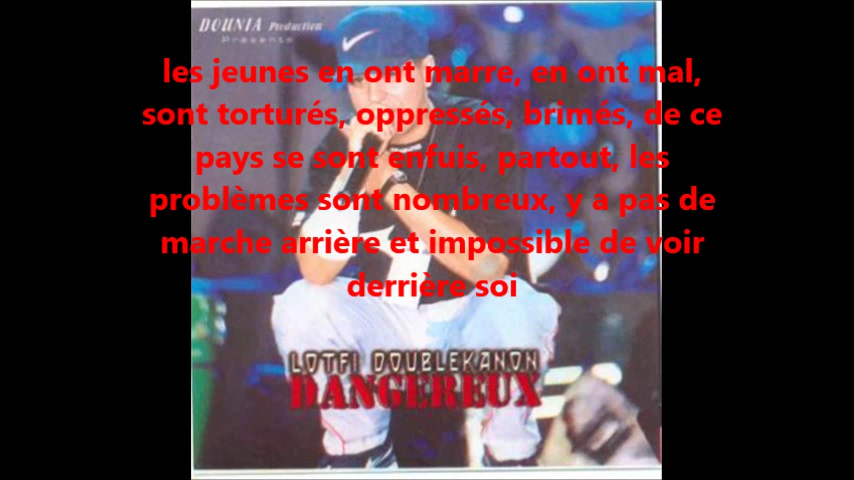 DOUNIA Production
Presents
les jeunes en ont marre, en ont mal,
sont torturés, oppressés, brimés, de ce
pays se sont enfuis, partout, les
problèmes sont nombreux, y a pas de
marche arrière et impossible de voir
derrière soi
LOTFI DOUBLEKANON
DANGEREUX